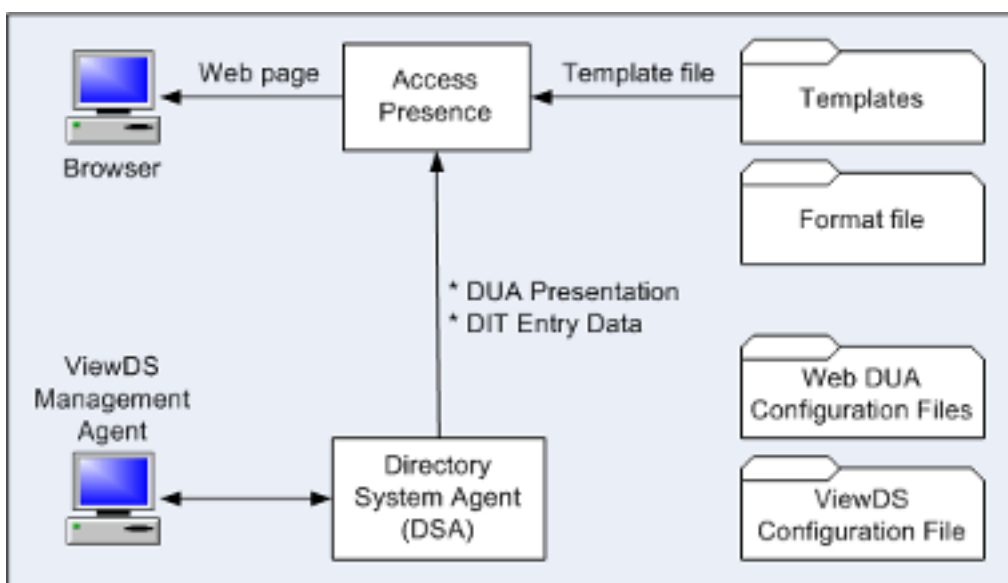 Web page
Access
Presence
Template file
Templates
Browser
Format file
* DUA Presentation
* DIT Entry Data
ViewDS
Management
Agent
Web DUA
Configuration Files
Directory
System Agent
(DSA)
ViewDS
Configuration File